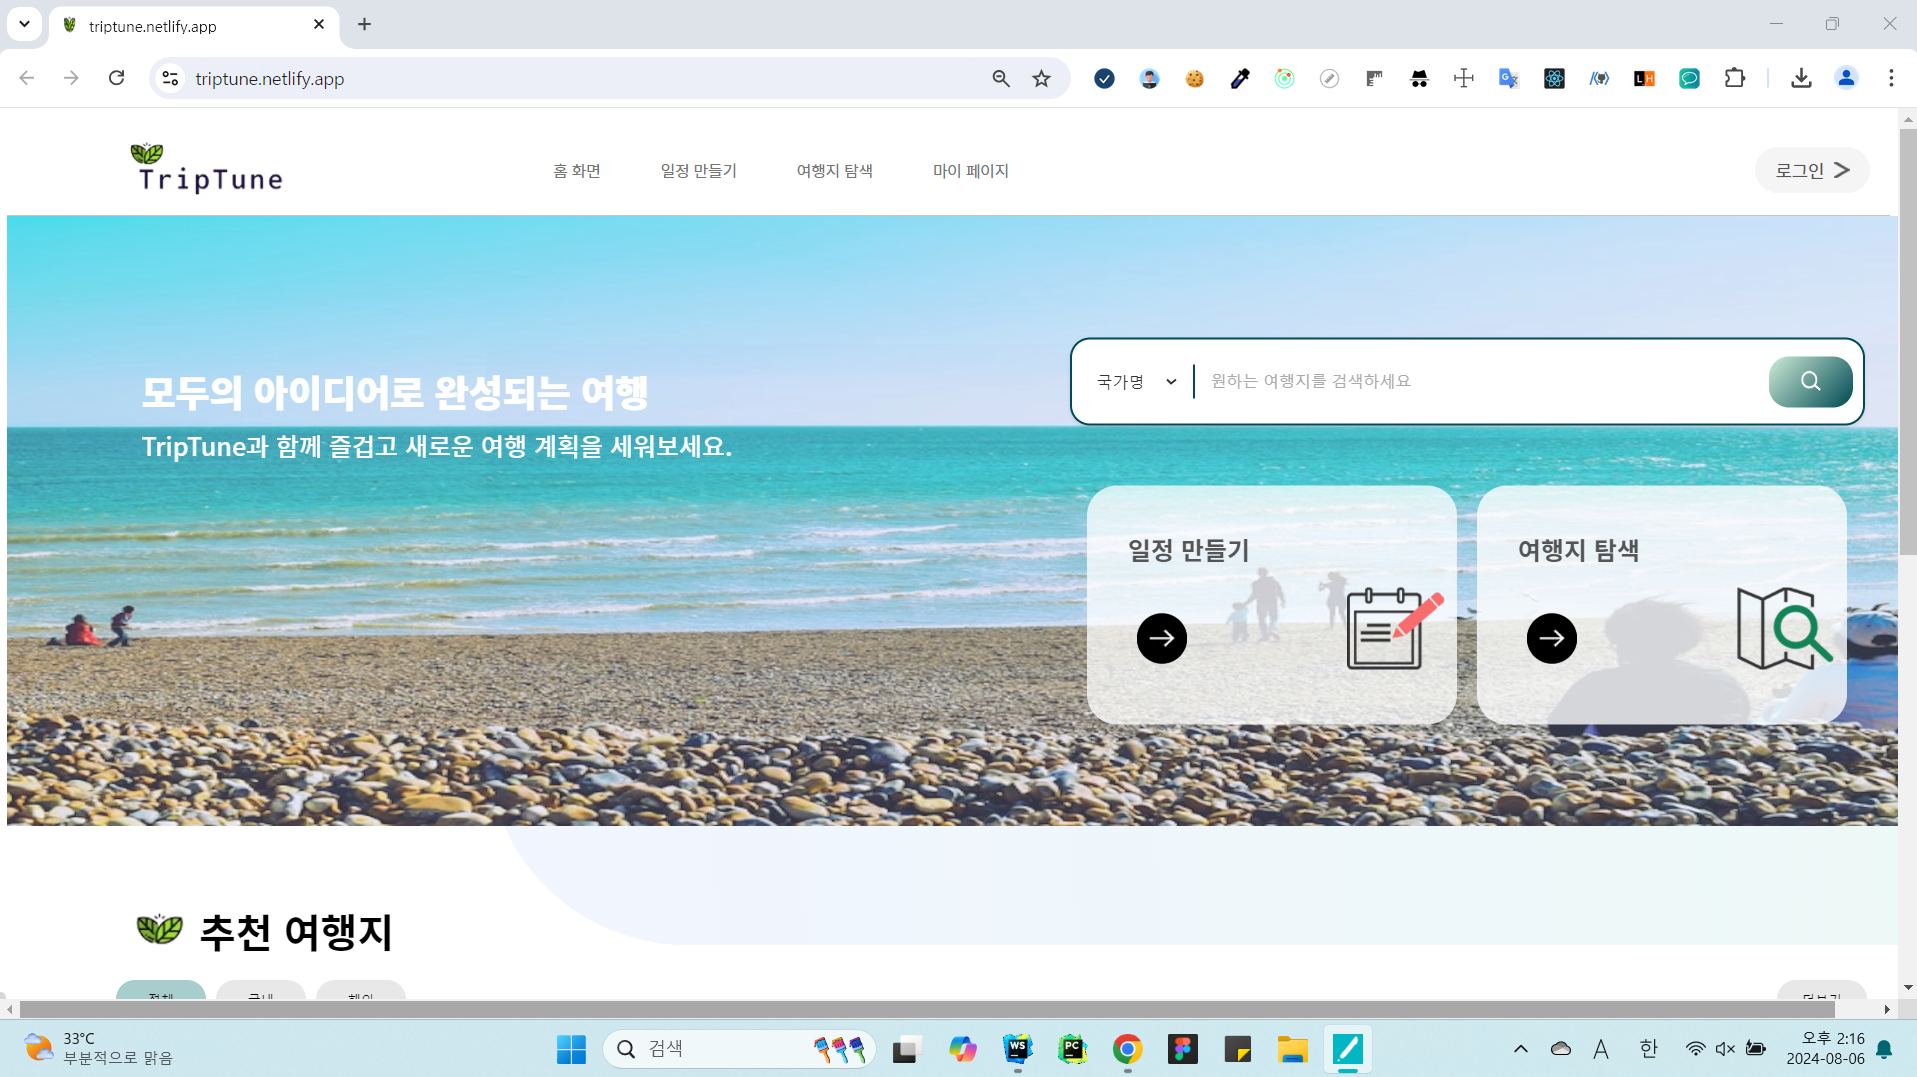 triptune.netlify.app
triptune.netlify.app
TripTune
홈 화면
일정 만들기
여행지 탐색
마이 페이지
로그인
모두의 아이디어로 완성되는 여행
TripTune과 함께 즐겁고 새로운 여행 계획을 세워보세요.
국가명
원하는 여행지를 검색하세요
일정 만들기
여행지 탐색
추천 여행지
33°C
부분적으로 맑음
검색
WS
PC
A
한
오후 2:16
2024-08-06